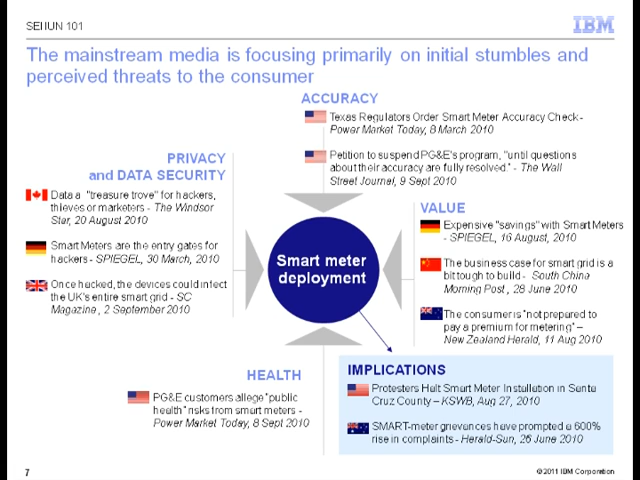 SEIIUN 101
IBM
The mainstream media is focusing primarily on initial stumbles and
perceived threats to the consumer
ACCURACY
Texas Regulators Order Smart Meter Accuracy Check -
Power Market Today, 8 March 2010
Petition to suspend PG&E's program, "until questions
about their accuracy are fully resolved." - The Wall
Street Journal, 9 Sept 2010
PRIVACY
and DATA SECURITY
Data a "treasure trove" for hackers,
thieves or marketers - The Windsor
Star, 20 August 2010
Smart Meters are the entry gates for
hackers - SPIEGEL, 30 March, 2010
Once hacked, the devices could infect
the UK's entire smart grid - SC
Magazine , 2 September 2010
Smart meter
deployment
VALUE
Expensive "savings" with Smart Meters
- SPIEGEL, 16 August, 2010
The business case for smart grid is a
bit tough to build - South China
Morning Post , 28 June 2010
The consumer is "not prepared to
pay a premium for metering" –
New Zealand Herald, 11 Aug 2010
HEALTH
PG&E customers allege "public
health" risks from smart meters -
Power Market Today, 8 Sept 2010
IMPLICATIONS
Protesters Halt Smart Meter Installation in Santa
Cruz County – KSWB, Aug 27, 2010
SMART-meter grievances have prompted a 600%
rise in complaints - Herald-Sun, 26 June 2010
7
© 2011 IBM Corporation